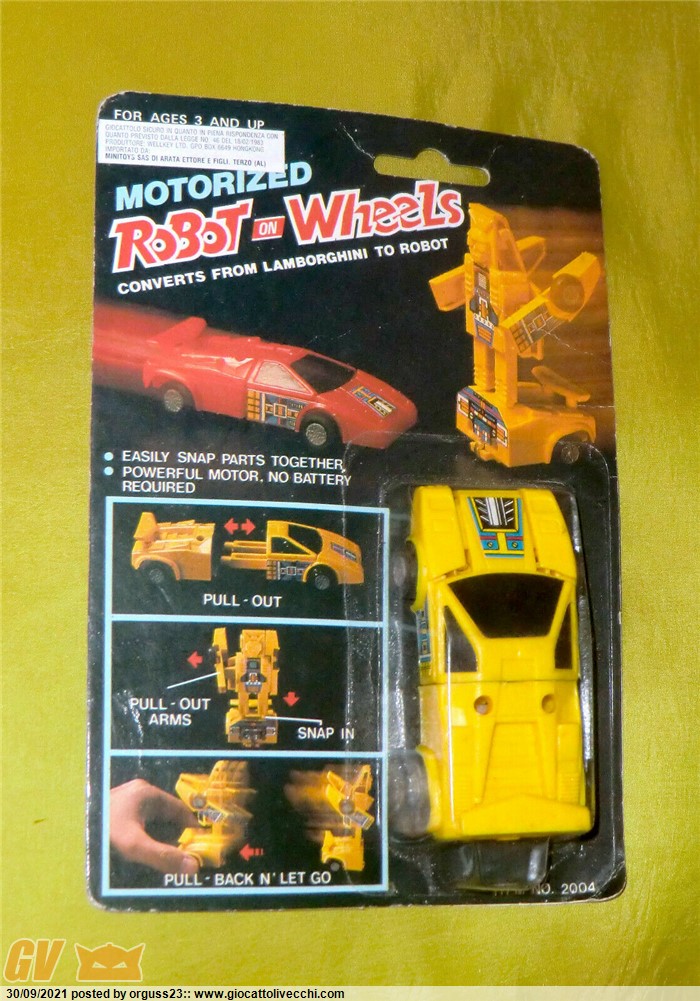 FOR AGES 3 AND UP
GIOCATTOLO SICURO IN QUANTO IN PIENA RISPONDENZA CON
QUANTO PREVISTO DALLA LEGGE NO. 46 DEL 18/02/1983
PRODUTTORE: WELLKEY LTD. GPO BOX 6649 HONGKONG
IMPORTATO DA:
MINITOYS SAS DI ARATA ETTORE E FIGLI. TERZO (AL)
MOTORIZED
ROBOT ON WHEELS
CONVERTS FROM LAMBORGHINI TO ROBOT
• EASILY SNAP PARTS TOGETHER
• POWERFUL MOTOR, NO BATTERY
REQUIRED
PULL-OUT
PULL-OUT
ARMS
SNAP IN
PULL-BACK N' LET GO
ITEM NO. 2004
GV
30/09/2021 posted by orguss23:: www.giocattolivecchi.com